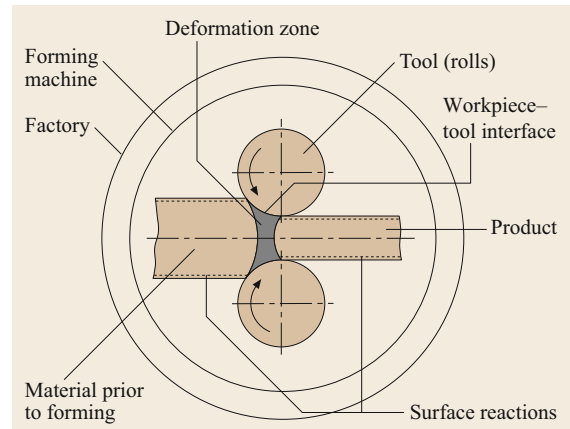 Deformation zone
Forming
machine
Factory
Tool (rolls)
Workpiece–
tool interface
Product
Material prior
to forming
Surface reactions